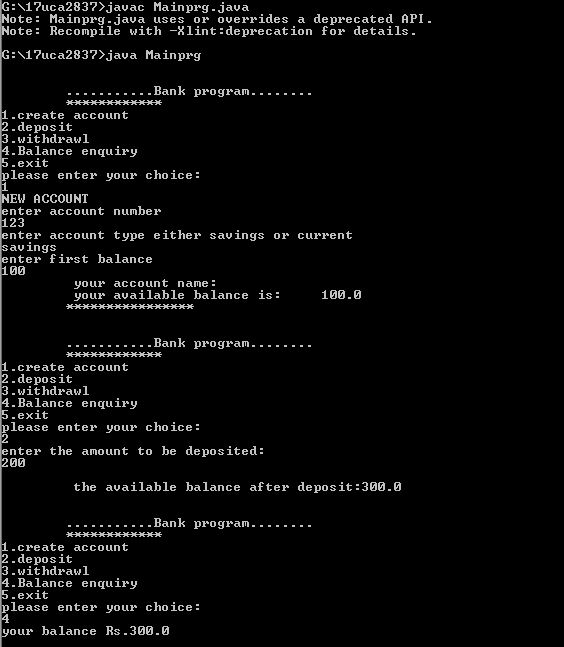 G:\17uca2837>javac Mainprg.java
Note: Mainprg.java uses or overrides a deprecated API.
Note: Recompile with -Xlint:deprecation for details.
G:\17uca2837>java Mainprg
...........Bank program........
************
1.create account
2.deposit
3.withdrawl
4.Balance enquiry
5.exit
please enter your choice:
1
NEW ACCOUNT
enter account number
123
enter account type either savings or current
savings
enter first balance
100
your account name:
your available balance is: 100.0
****************
...........Bank program........
************
1.create account
2.deposit
3.withdrawl
4.Balance enquiry
5.exit
please enter your choice:
2
enter the amount to be deposited:
200
the available balance after deposit:300.0
...........Bank program........
************
1.create account
2.deposit
3.withdrawl
4.Balance enquiry
5.exit
please enter your choice:
4
your balance Rs.300.0